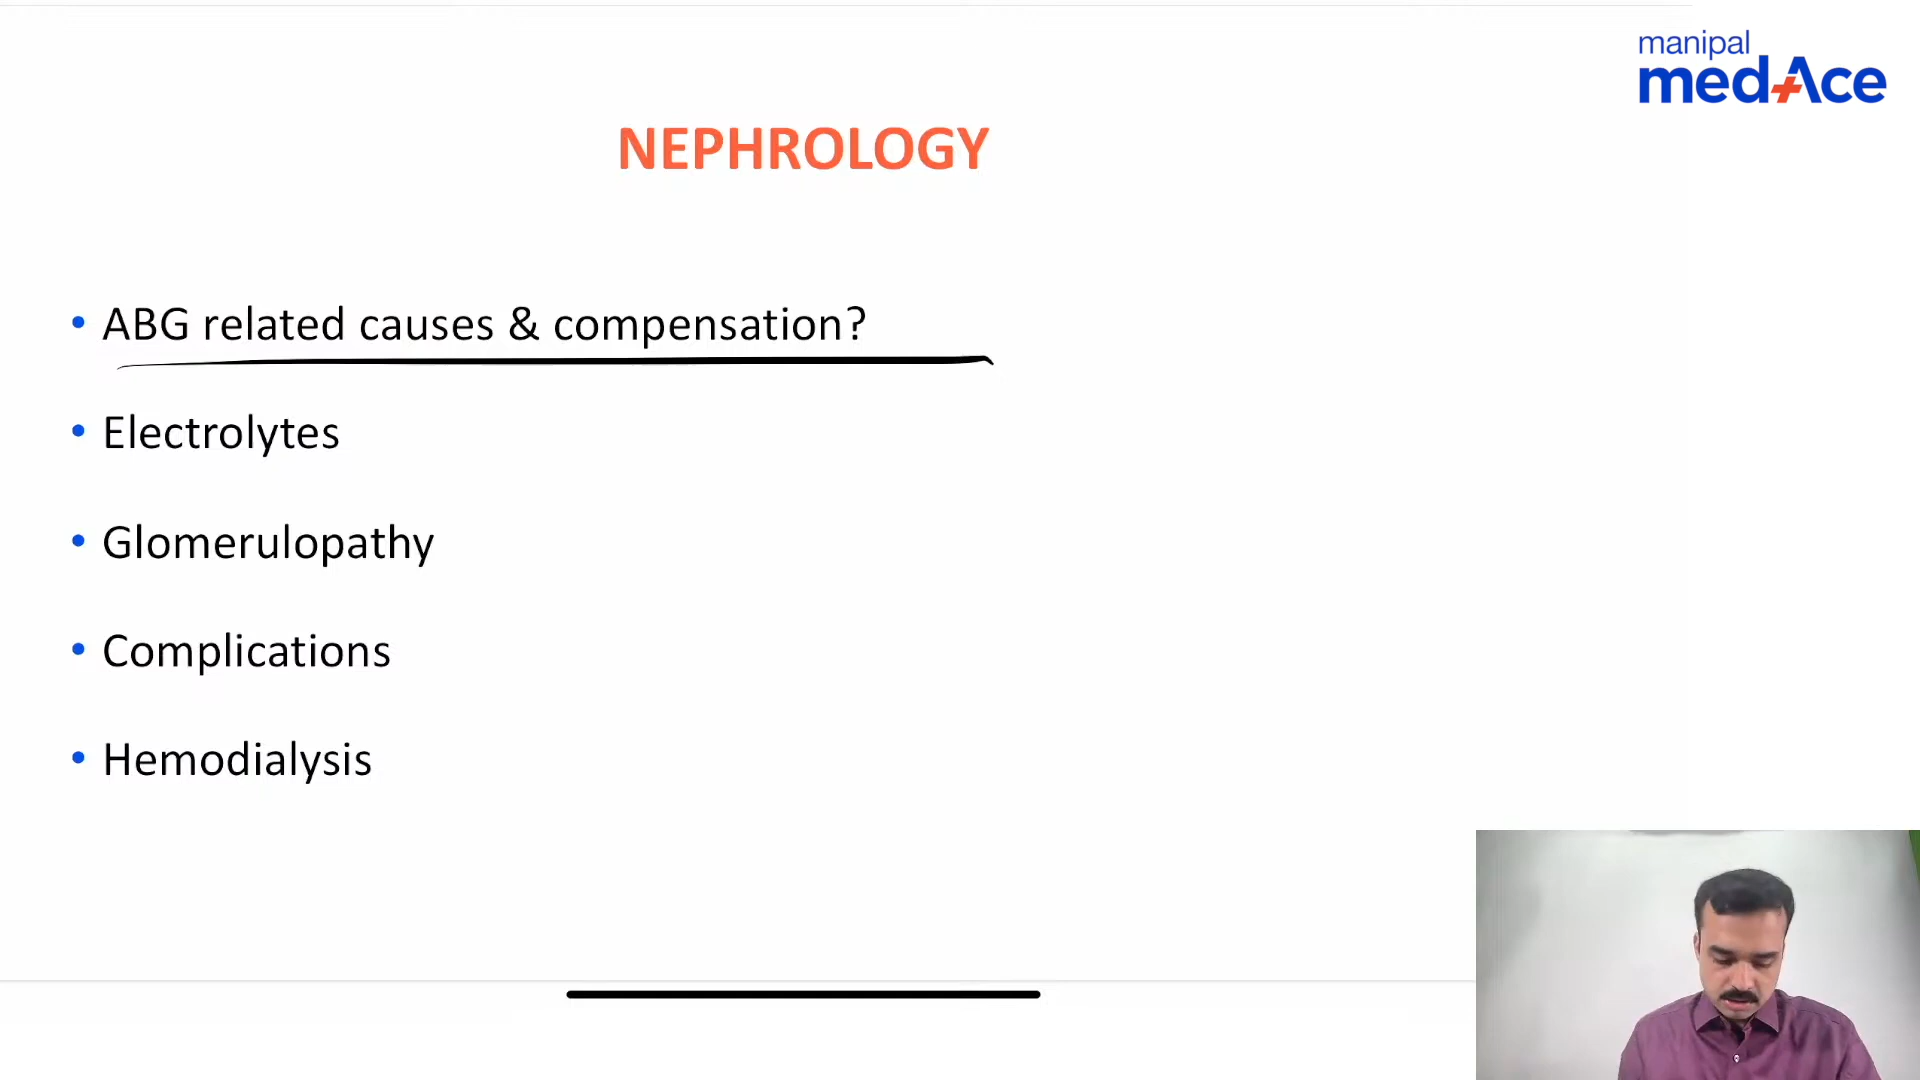 manipal
medAce
NEPHROLOGY
• ABG related causes & compensation?
• Electrolytes
• Glomerulopathy
• Complications
• Hemodialysis